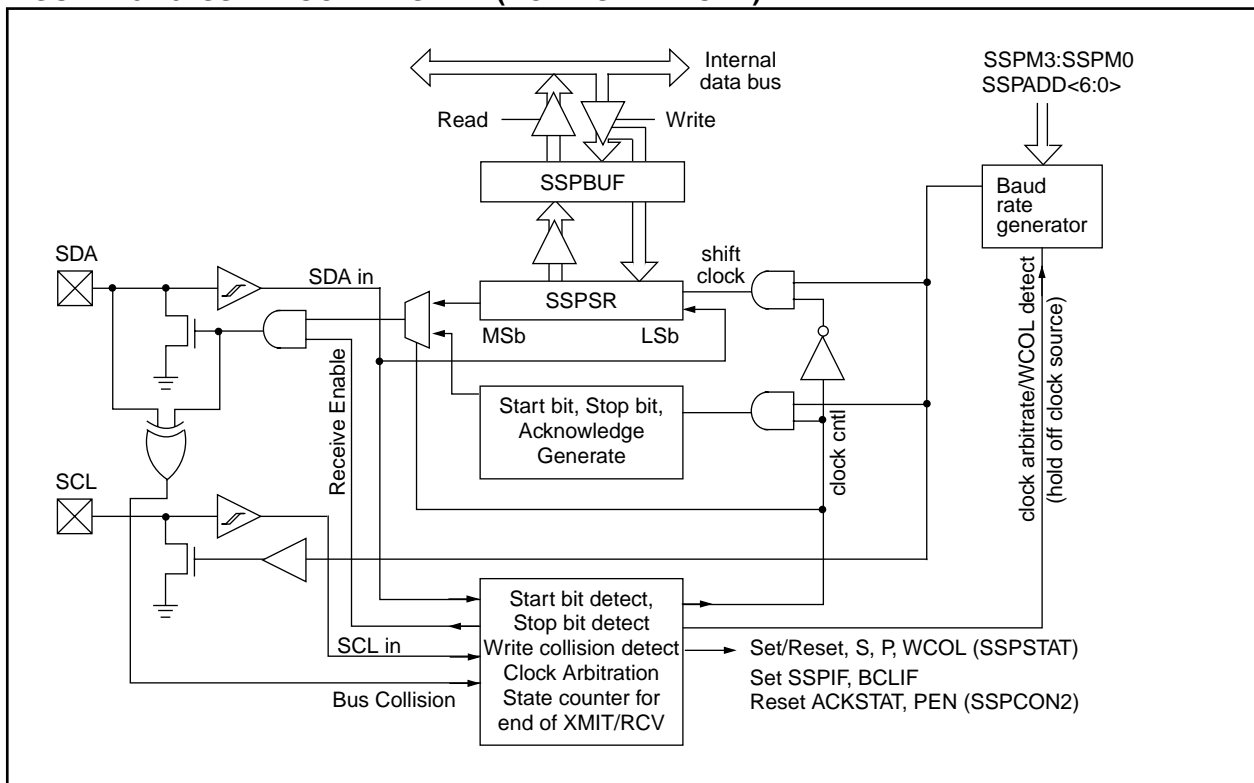 Internal
data bus
SSPM3:SSPM0
SSPADD<6:0>
Read
Write
SSPBUF
Baud
rate
generator
SDA
SDA in
shift
clock
SSPSR
MSb
LSb
Start bit, Stop bit,
Acknowledge
Generate
Receive Enable
clock cntl
clock arbitrate/WCOL detect
(hold off clock source)
SCL
SCL in
Bus Collision
Start bit detect,
Stop bit detect
Write collision detect
Clock Arbitration
State counter for
end of XMIT/RCV
Set/Reset, S, P, WCOL (SSPSTAT)
Set SSPIF, BCLIF
Reset ACKSTAT, PEN (SSPCON2)